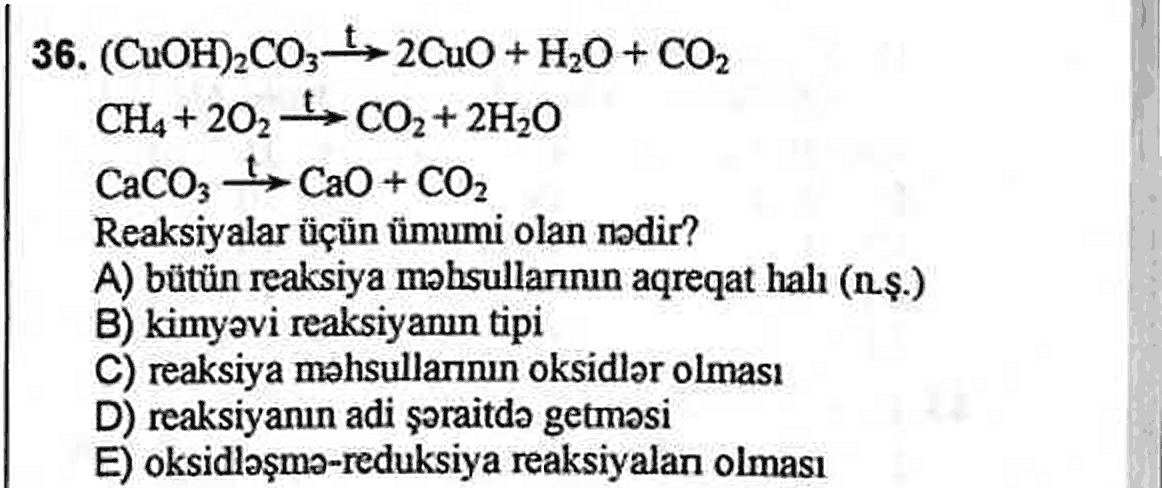 36. (CuOH)₂CO₃ —t→ 2CuO + H₂O + CO₂
CH₄ + 2O₂ —t→ CO₂ + 2H₂O
CaCO₃ —t→ CaO + CO₂
Reaksiyalar üçün ümumi olan nədir?
A) bütün reaksiya məhsullarının aqreqat halı (n.ş.)
B) kimyəvi reaksiyanın tipi
C) reaksiya məhsullarının oksidlər olması
D) reaksiyanın adi şəraitdə getməsi
E) oksidləşmə-reduksiya reaksiyaları olması